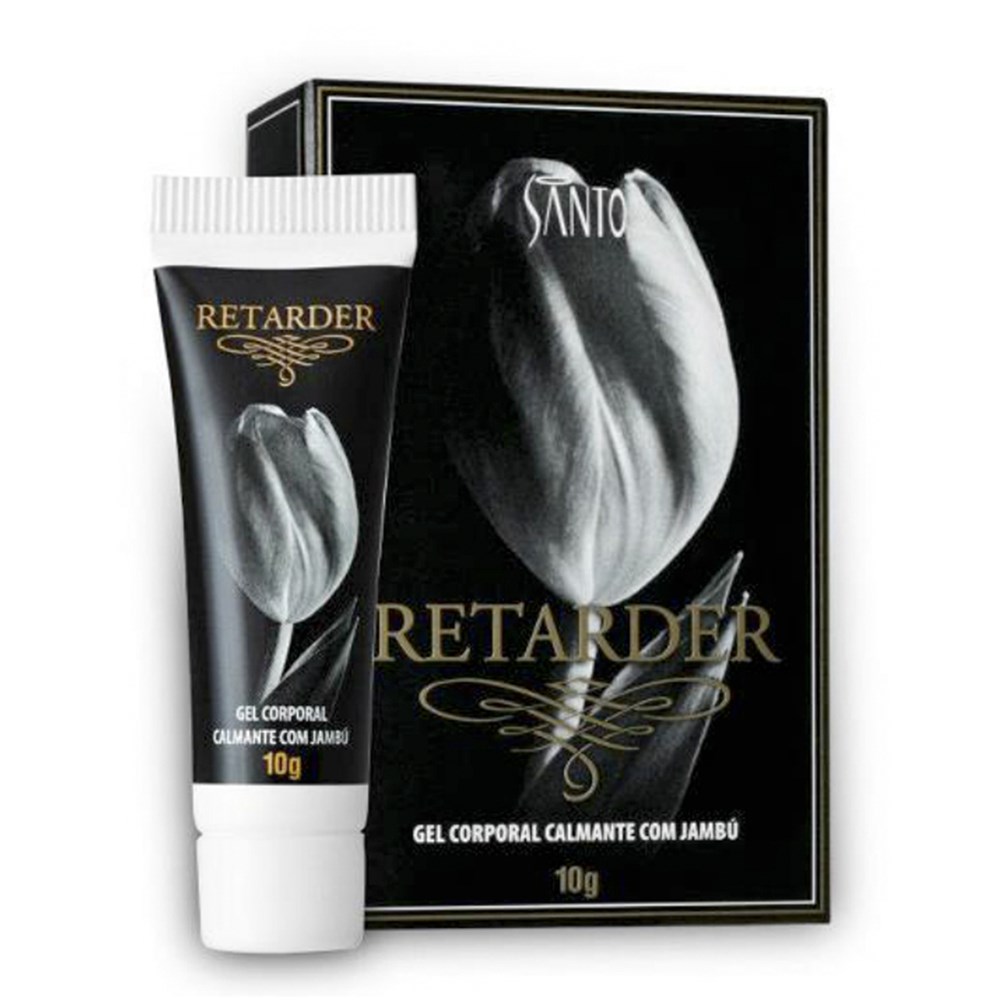 RETARDER
GEL CORPORAL
CALMANTE COM JAMBÚ
10g
SANTO
RETARDER
GEL CORPORAL CALMANTE COM JAMBÚ
10g